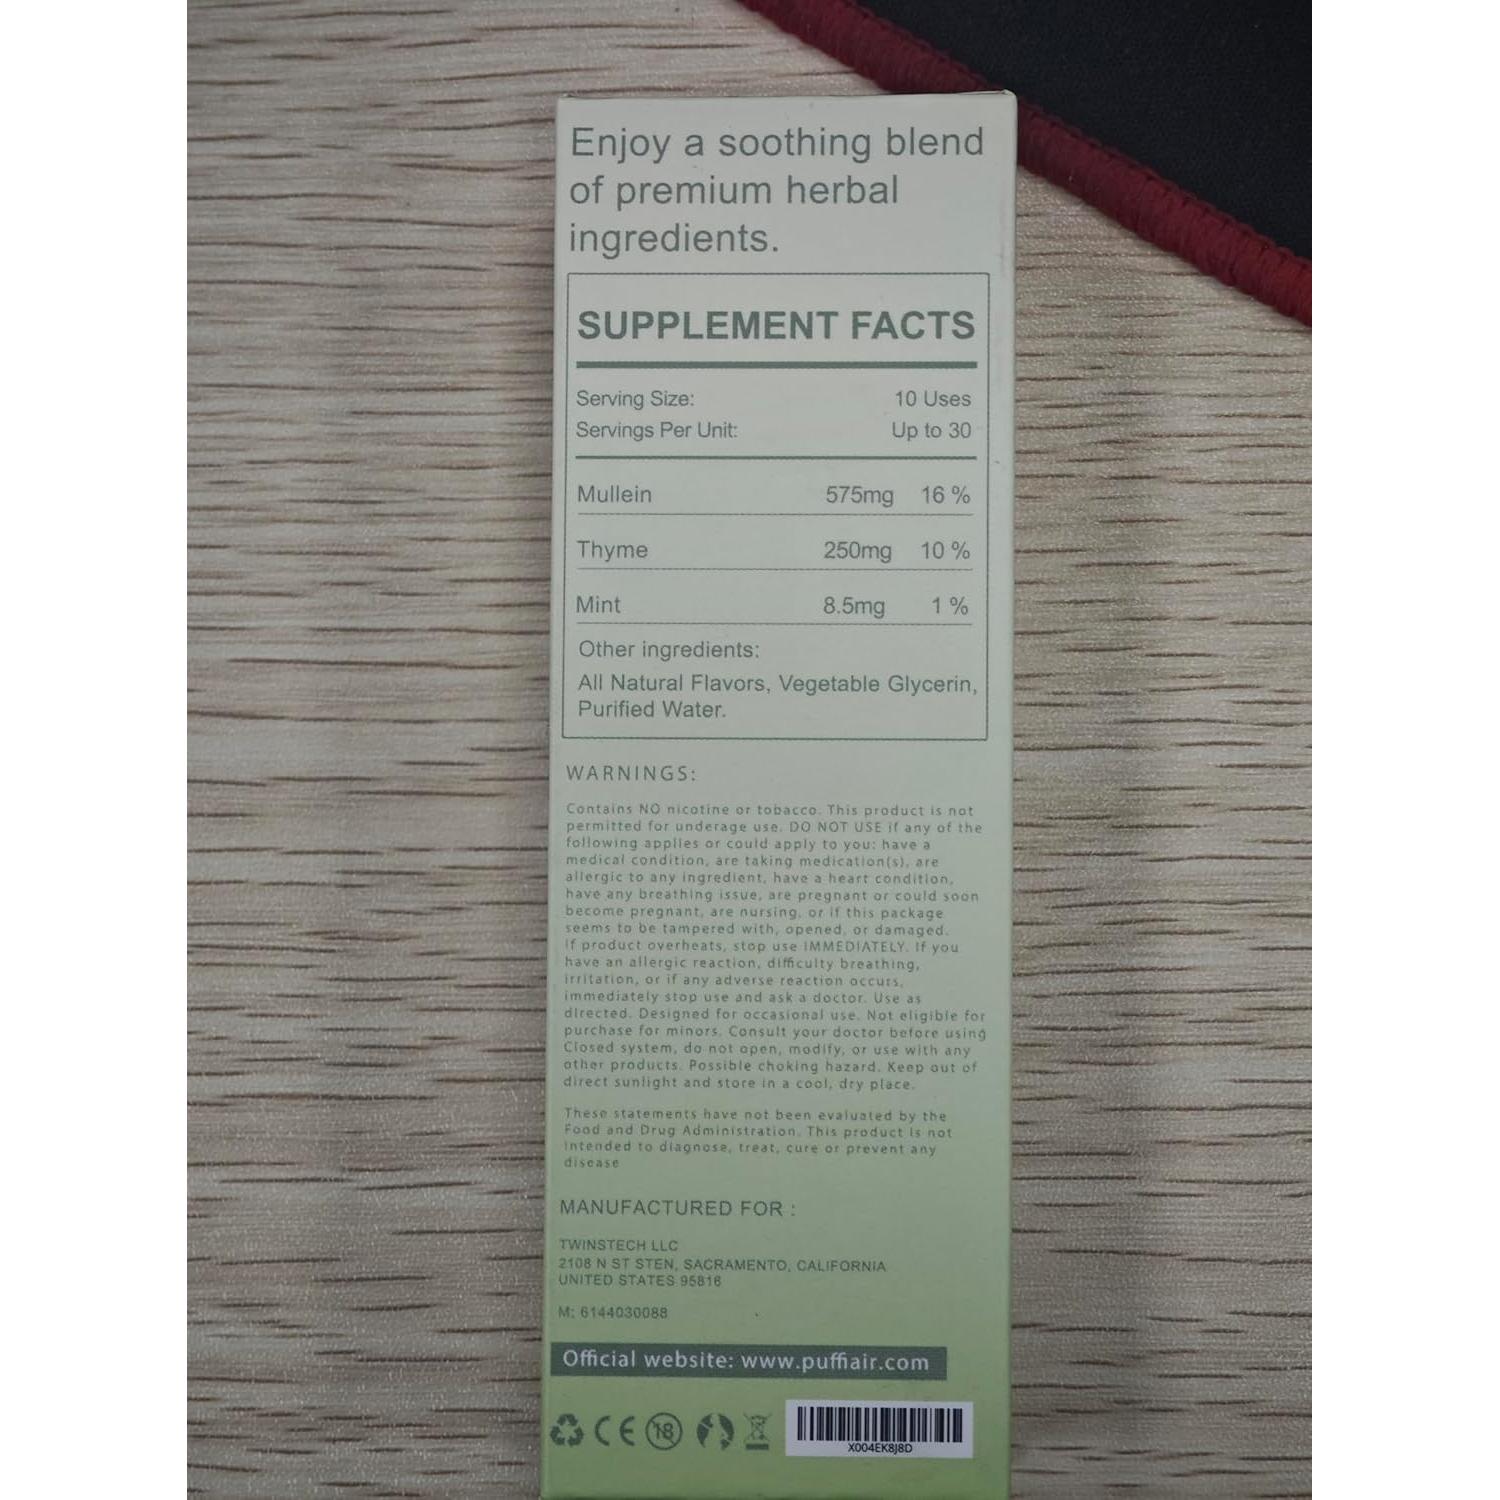 Enjoy a soothing blend
of premium herbal
ingredients.
SUPPLEMENT FACTS
Serving Size: 10 Uses
Servings Per Unit: Up to 30
Mullein 575mg 16 %
Thyme 250mg 10 %
Mint 8.5mg 1 %
Other ingredients:
All Natural Flavors, Vegetable Glycerin,
Purified Water.
WARNINGS:
Contains NO nicotine or tobacco. This product is not
permitted for underage use. DO NOT USE if any of the
following applies or could apply to you: have a
medical condition, are taking medication(s), are
allergic to any ingredient, have a heart condition,
have any breathing issue, are pregnant or could soon
become pregnant, are nursing, or if this package
seems to be tampered with, opened, or damaged.
If product overheats, stop use IMMEDIATELY. If you
have an allergic reaction, difficulty breathing,
irritation, or if any adverse reaction occurs,
immediately stop use and ask a doctor. Use as
directed. Designed for occasional use. Not eligible for
purchase for minors. Consult your doctor before using
Closed system, do not open, modify, or use with any
other products. Possible choking hazard. Keep out of
direct sunlight and store in a cool, dry place.
These statements have not been evaluated by the
Food and Drug Administration. This product is not
intended to diagnose, treat, cure or prevent any
disease
MANUFACTURED FOR :
TWINSTECH LLC
2108 N ST STEN, SACRAMENTO, CALIFORNIA
UNITED STATES 95816
M: 6144030088
Official website: www.puffiair.com
CE 18
X004EK8J8D